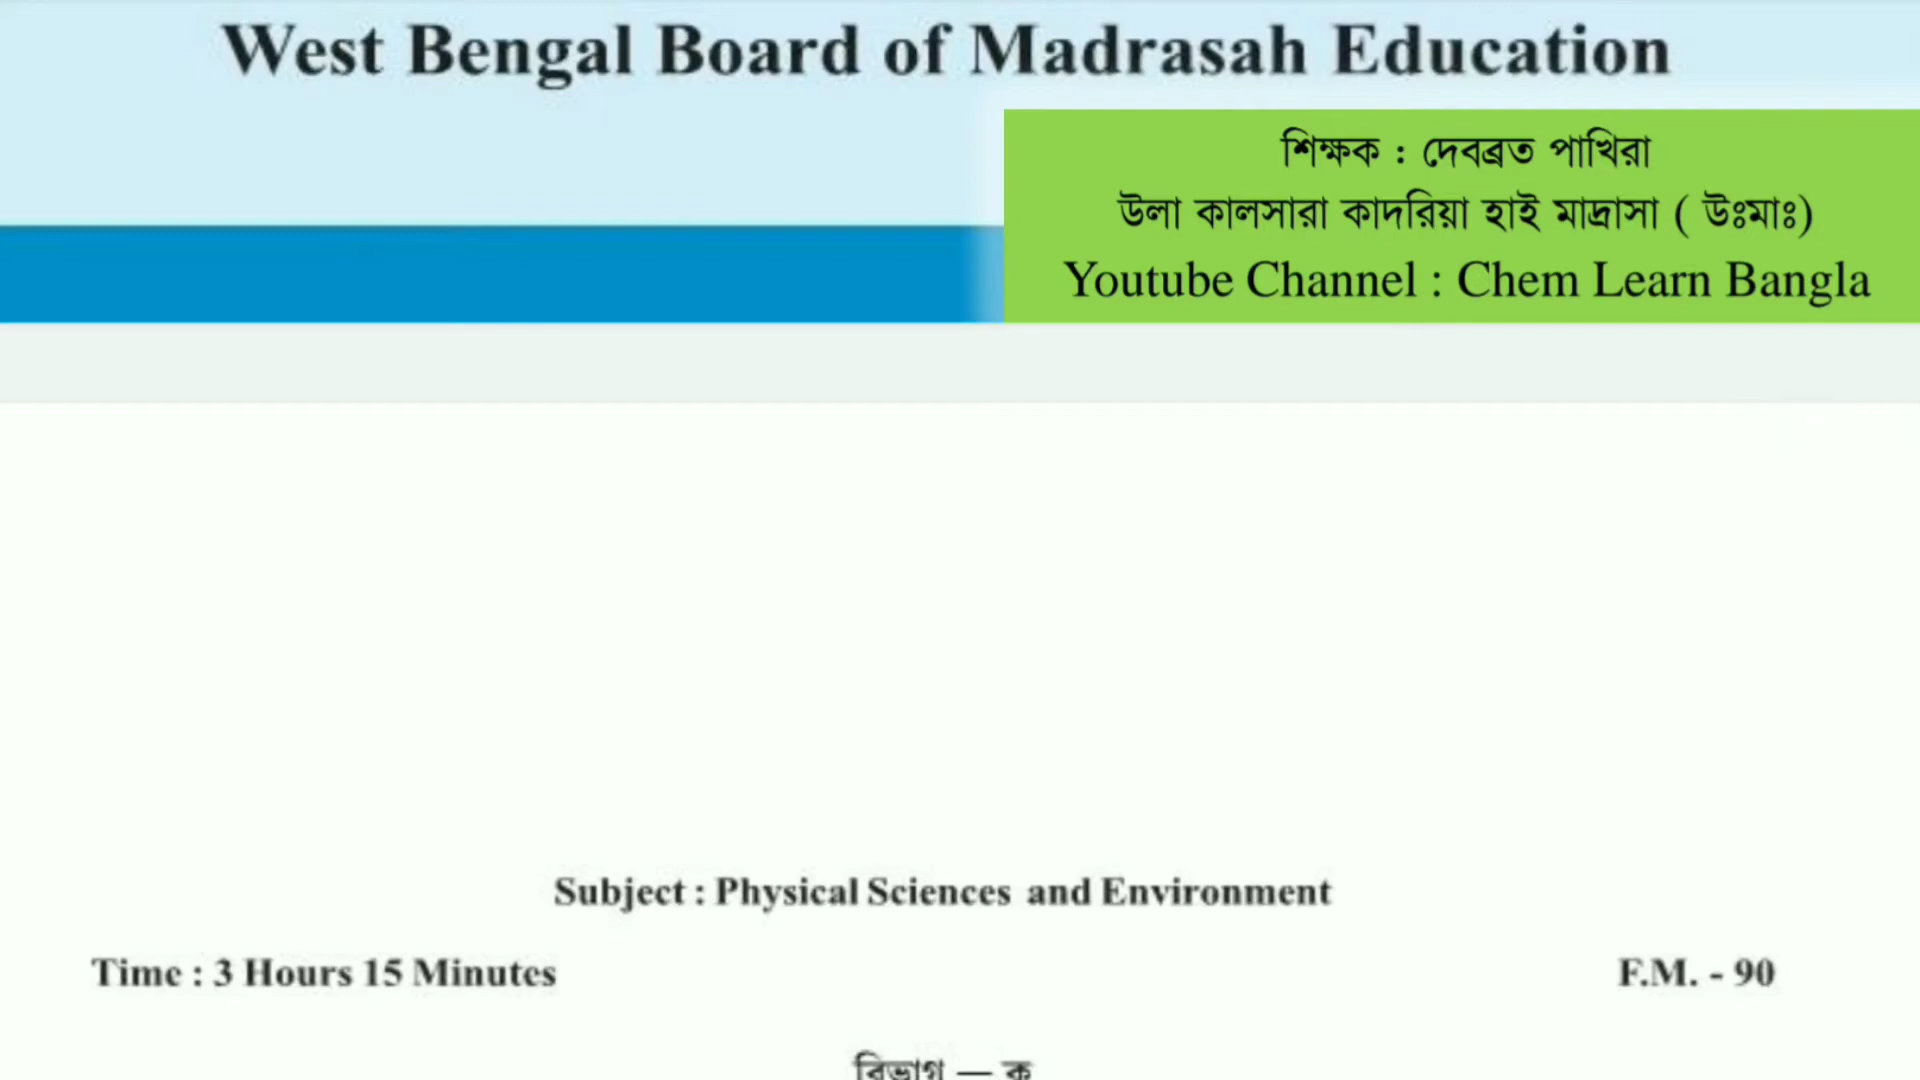 West Bengal Board of Madrasah Education
শিক্ষক : দেবব্রত পাখিরা
উলা কালসারা কাদরিয়া হাই মাদ্রাসা ( উঃমাঃ)
Youtube Channel : Chem Learn Bangla
Subject : Physical Sciences and Environment
Time : 3 Hours 15 Minutes
F.M. - 90
বিভাগ — ক